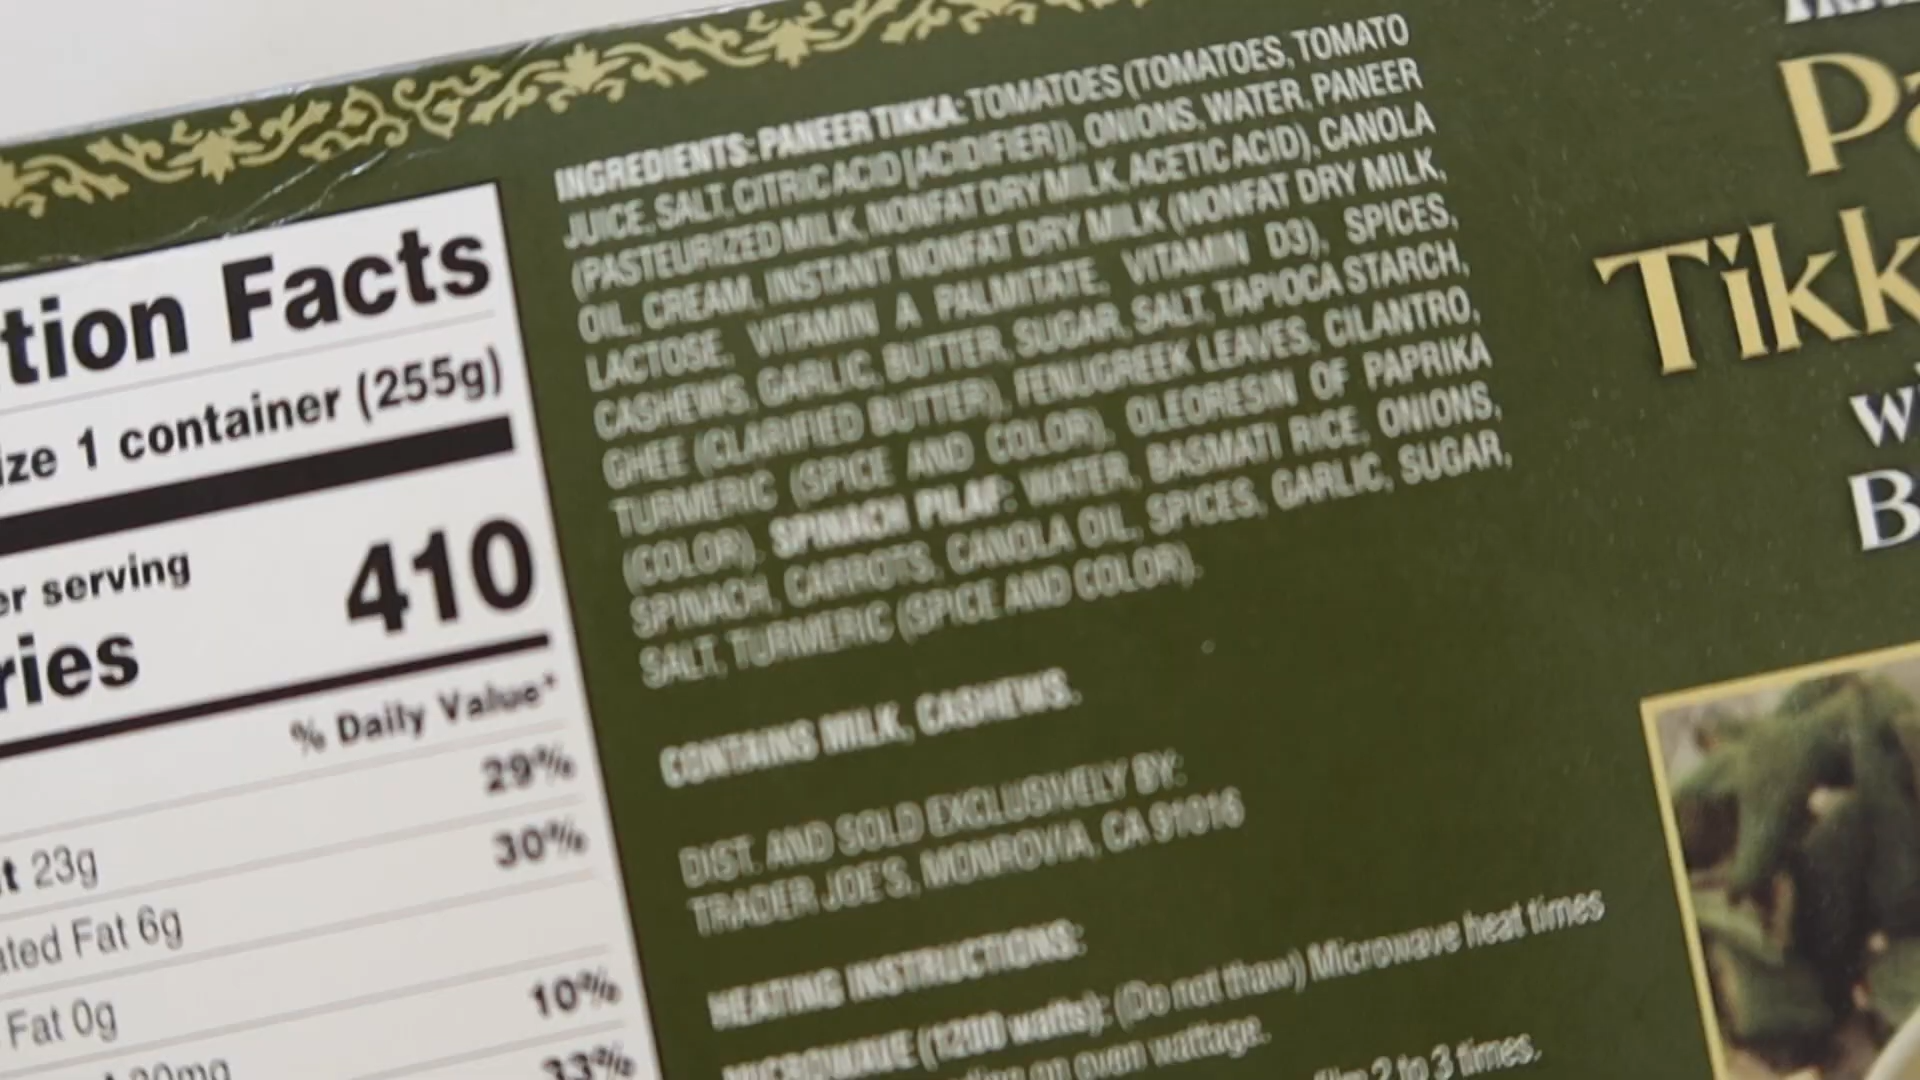 tion Facts
ize 1 container (255g)
er serving
ries 410
% Daily Value*
29%
t 23g
30%
ated Fat 6g
Fat 0g
10%
33%
INGREDIENTS: PANEER TIKKA: TOMATOES (TOMATOES, TOMATO
JUICE, SALT, CITRIC ACID [ACIDIFIER]), ONIONS, WATER, PANEER
(PASTEURIZED MILK, NONFAT DRY MILK, ACETIC ACID), CANOLA
OIL, CREAM, INSTANT NONFAT DRY MILK (NONFAT DRY MILK,
LACTOSE, VITAMIN A PALMITATE, VITAMIN D3), SPICES,
CASHEWS, GARLIC, BUTTER, SUGAR, SALT, TAPIOCA STARCH,
GHEE (CLARIFIED BUTTER), FENUGREEK LEAVES, CILANTRO,
TURMERIC (SPICE AND COLOR), OLEORESIN OF PAPRIKA
(COLOR). SPINACH PILAF: WATER, BASMATI RICE, ONIONS,
SPINACH, CARROTS, CANOLA OIL, SPICES, GARLIC, SUGAR,
SALT, TURMERIC (SPICE AND COLOR).
CONTAINS MILK, CASHEWS.
DIST. AND SOLD EXCLUSIVELY BY:
TRADER JOE'S, MONROVIA, CA 91016
HEATING INSTRUCTIONS:
MICROWAVE (1200 watts): (Do not thaw) Microwave heat times
on oven wattage.
film 2 to 3 times.
Pa
Tikk
w
B